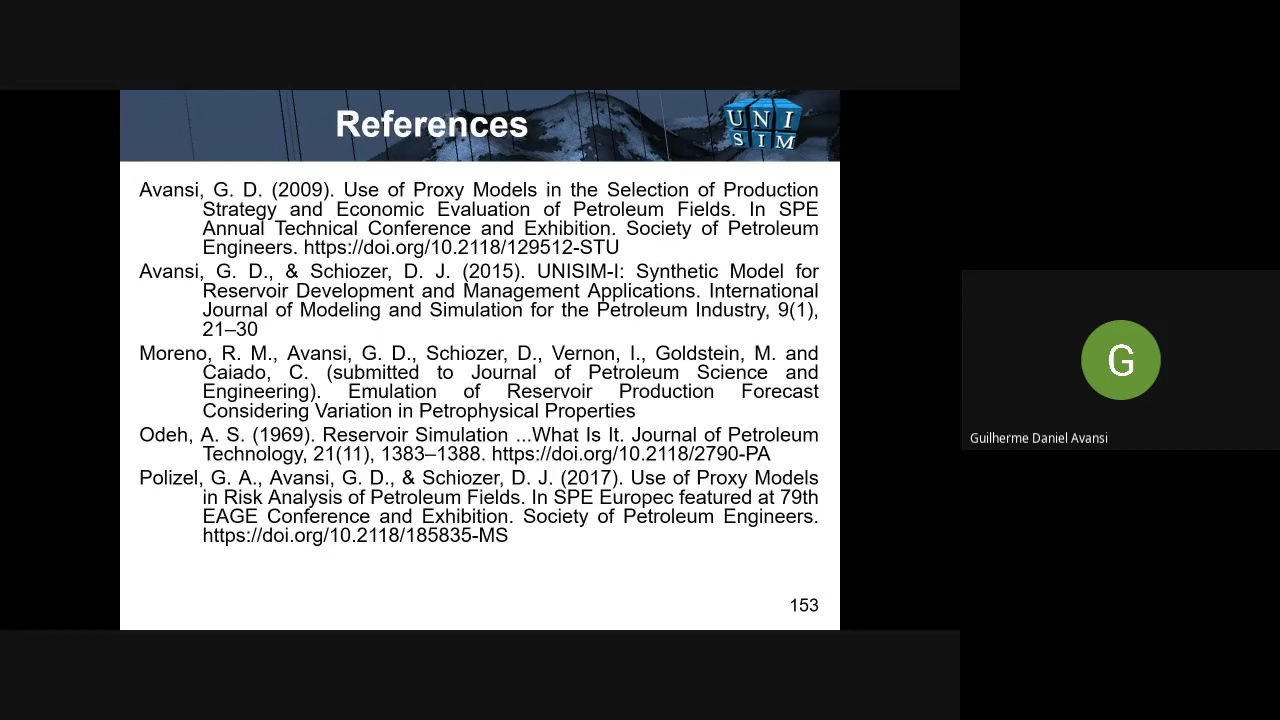 References
UNI
SIM
Avansi, G. D. (2009). Use of Proxy Models in the Selection of Production
Strategy and Economic Evaluation of Petroleum Fields. In SPE
Annual Technical Conference and Exhibition. Society of Petroleum
Engineers. https://doi.org/10.2118/129512-STU
Avansi, G. D., & Schiozer, D. J. (2015). UNISIM-I: Synthetic Model for
Reservoir Development and Management Applications. International
Journal of Modeling and Simulation for the Petroleum Industry, 9(1),
21–30
Moreno, R. M., Avansi, G. D., Schiozer, D., Vernon, I., Goldstein, M. and
Caiado, C. (submitted to Journal of Petroleum Science and
Engineering). Emulation of Reservoir Production Forecast
Considering Variation in Petrophysical Properties
Odeh, A. S. (1969). Reservoir Simulation ...What Is It. Journal of Petroleum
Technology, 21(11), 1383–1388. https://doi.org/10.2118/2790-PA
Polizel, G. A., Avansi, G. D., & Schiozer, D. J. (2017). Use of Proxy Models
in Risk Analysis of Petroleum Fields. In SPE Europec featured at 79th
EAGE Conference and Exhibition. Society of Petroleum Engineers.
https://doi.org/10.2118/185835-MS
153
G
Guilherme Daniel Avansi